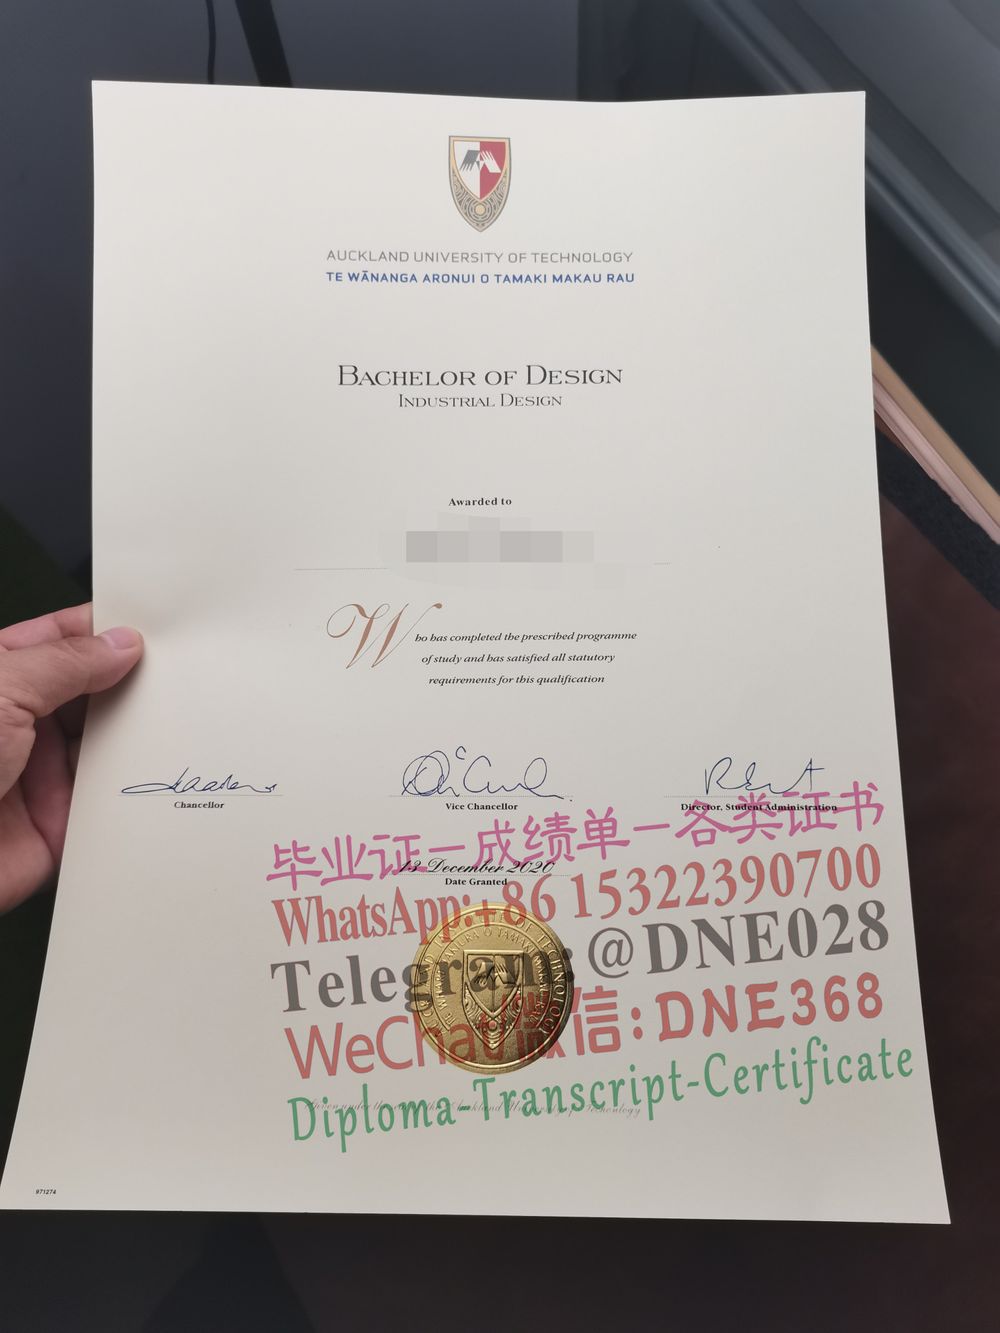 AUCKLAND UNIVERSITY OF TECHNOLOGY
TE WĀNANGA ARONUI O TAMAKI MAKAU RAU
BACHELOR OF DESIGN
INDUSTRIAL DESIGN
Awarded to
Who has completed the prescribed programme
of study and has satisfied all statutory
requirements for this qualification
Chancellor
Vice Chancellor
Director, Student Administration
毕业证—成绩单—各类证书
13 December 2020
Date Granted
WhatsApp:+86 15322390700
Telegram:@DNE028
WeChat微信:DNE368
Diploma-Transcript-Certificate
971274